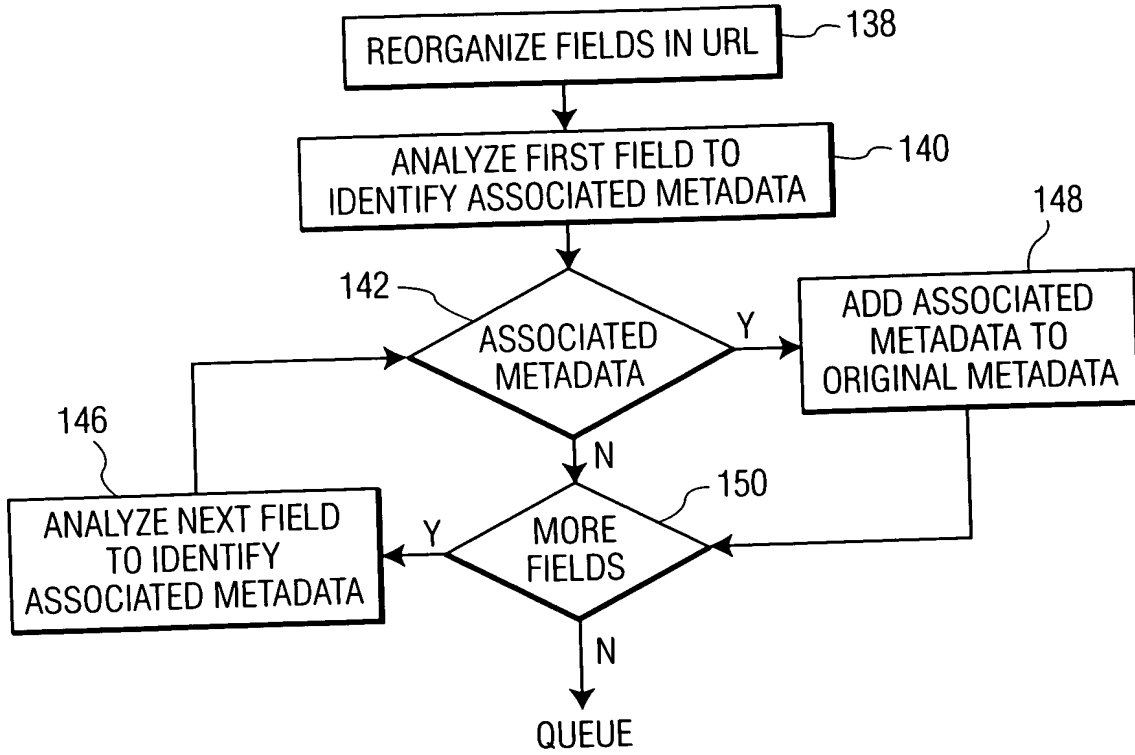 REORGANIZE FIELDS IN URL
138
ANALYZE FIRST FIELD TO
IDENTIFY ASSOCIATED METADATA
140
142
ASSOCIATED
METADATA
Y
148
ADD ASSOCIATED
METADATA TO
ORIGINAL METADATA
N
146
ANALYZE NEXT FIELD
TO IDENTIFY
ASSOCIATED METADATA
Y
150
MORE
FIELDS
N
QUEUE